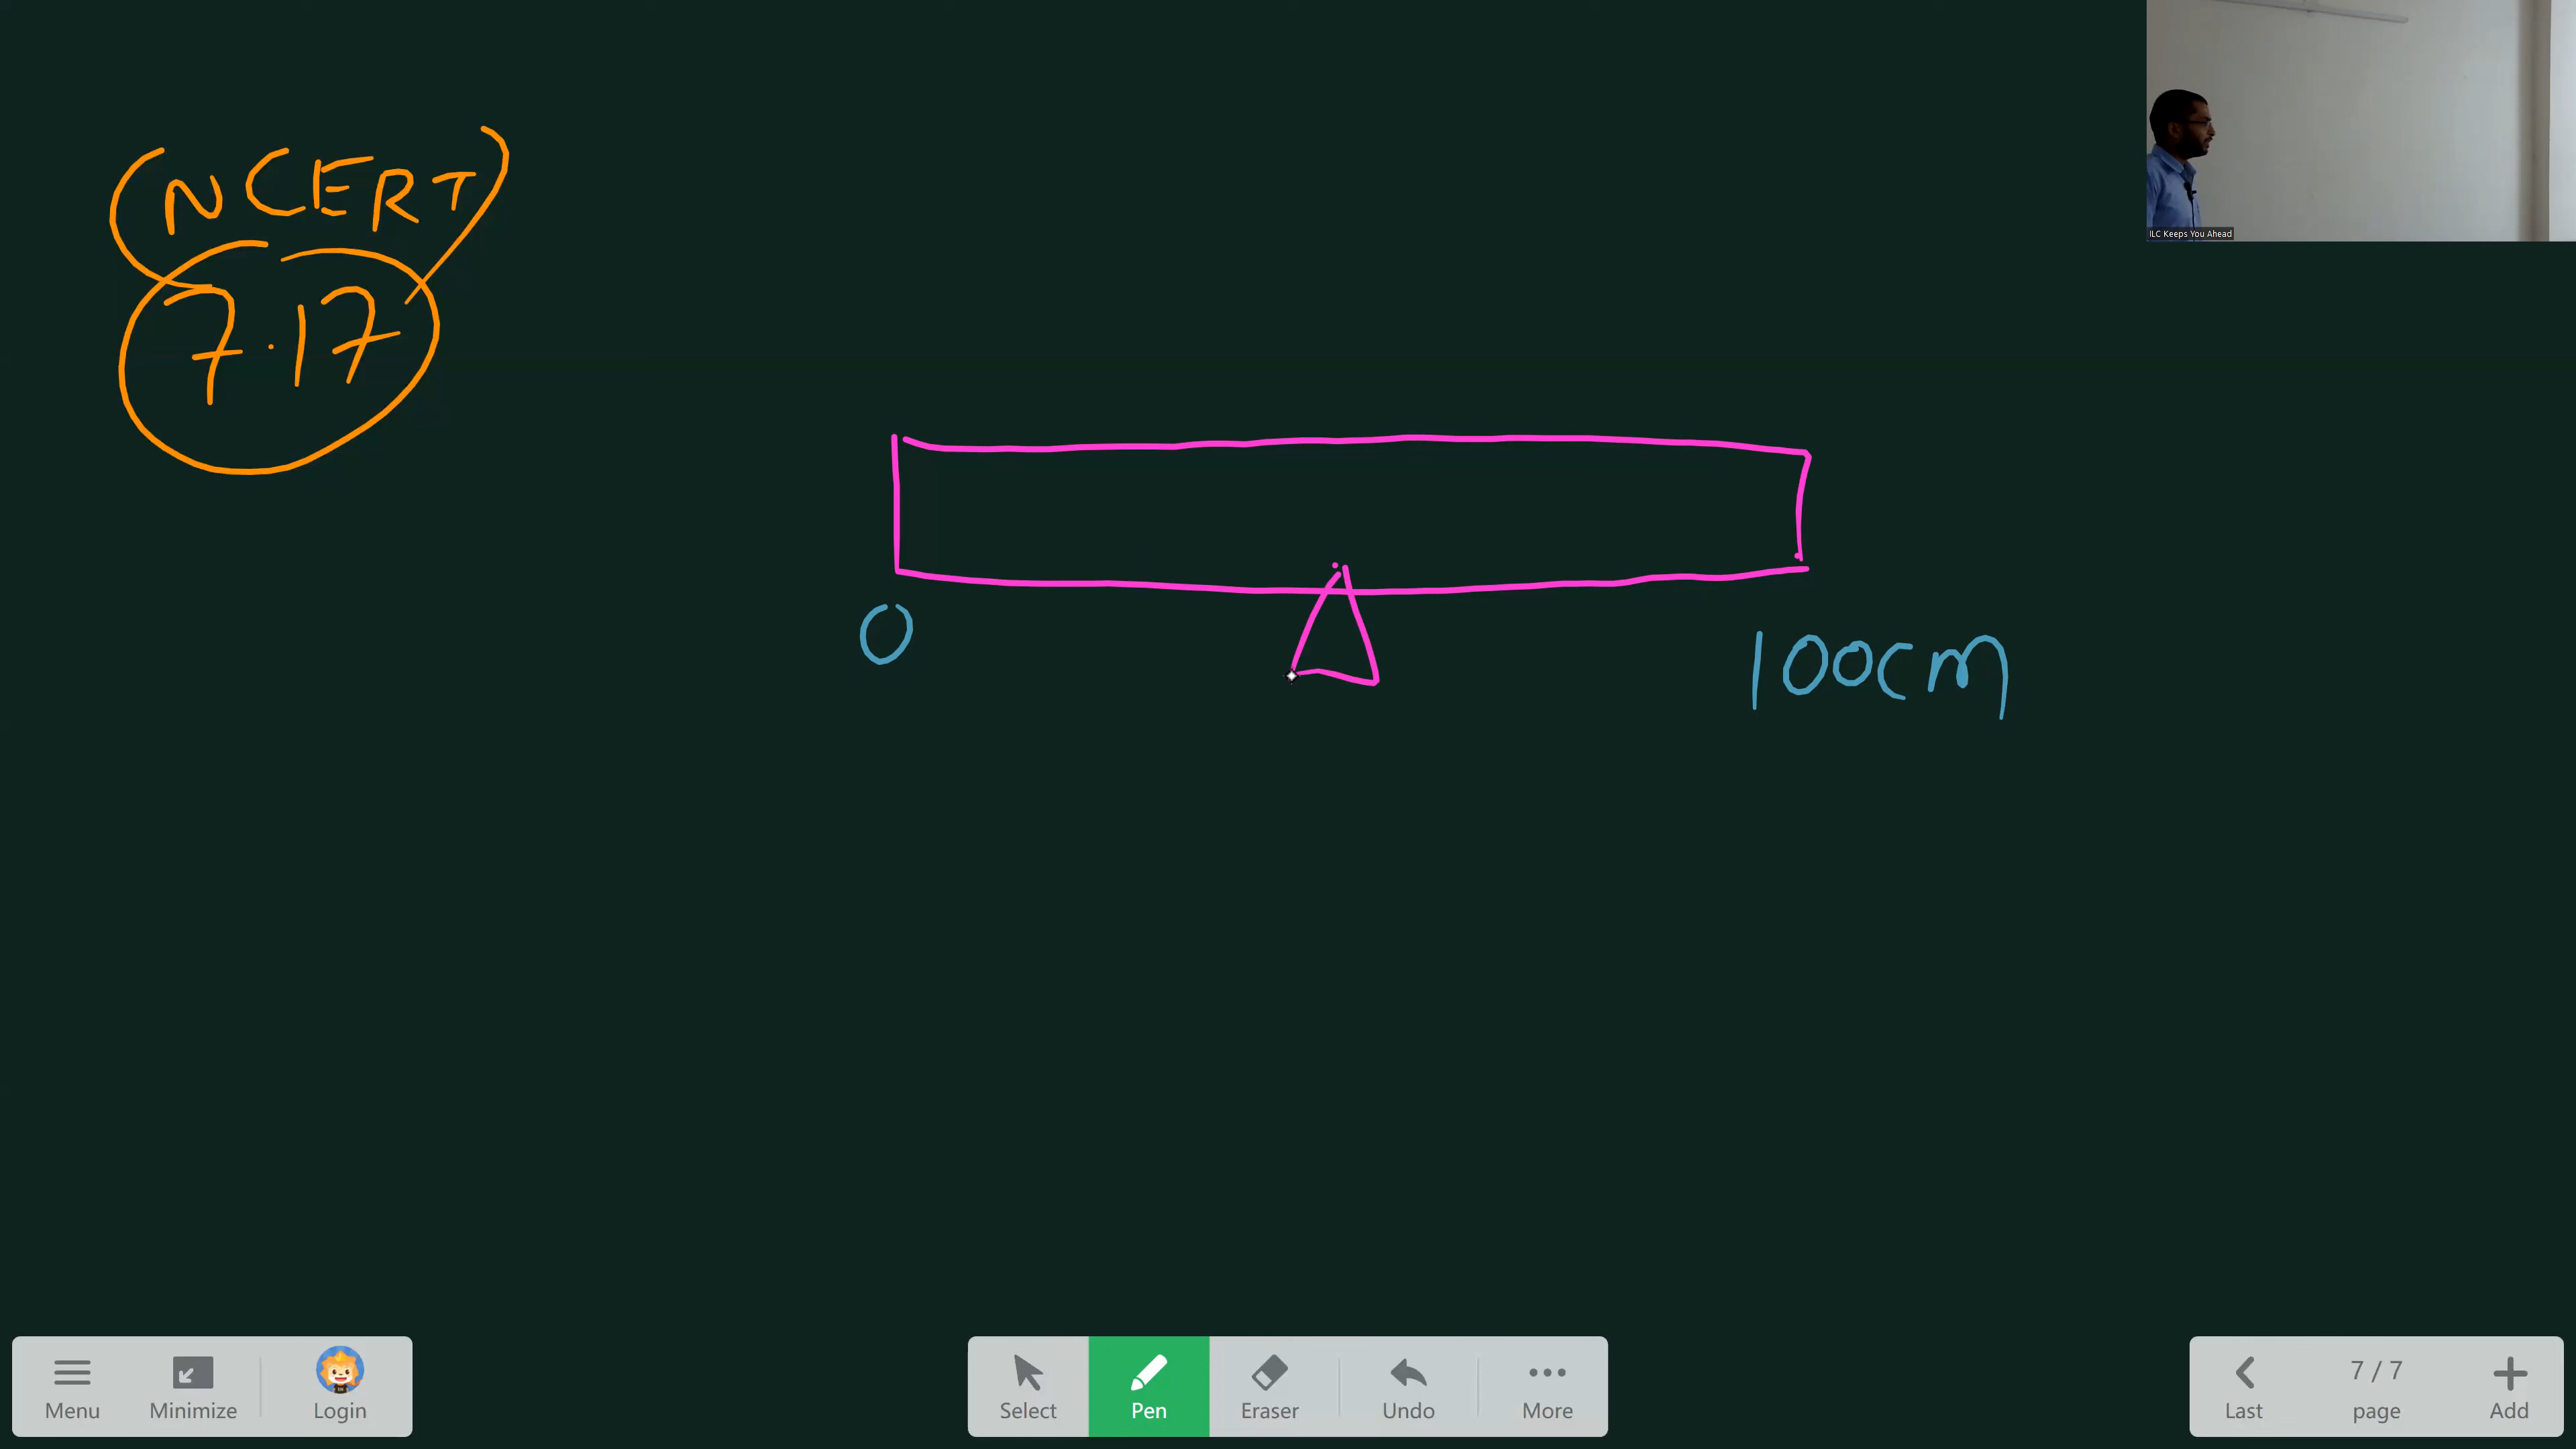 NCERT
7.17
ILC Keeps You Ahead
0
100cm
Menu
Minimize
Login
Select
Pen
Eraser
Undo
More
Last
7 / 7
page
Add